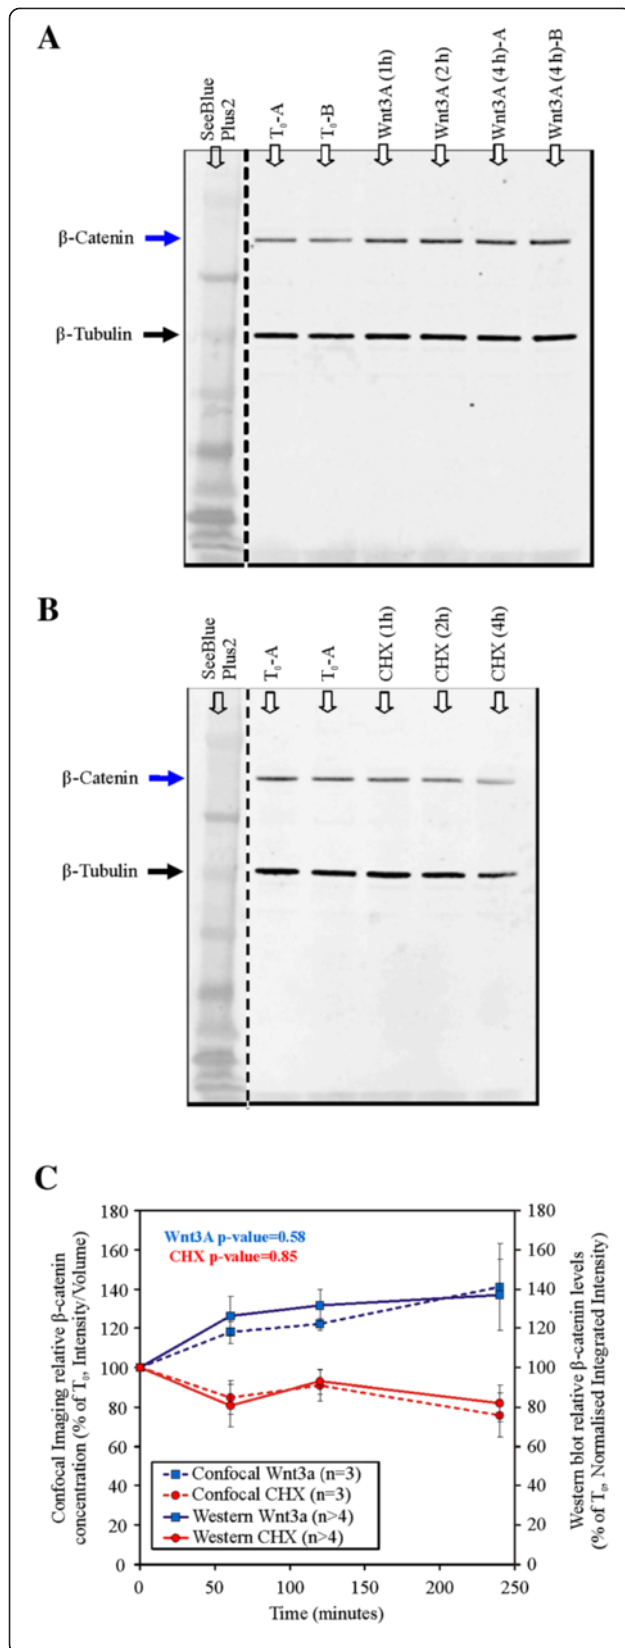 A
SeeBlue
Plus2
T₀-A
T₀-B
Wnt3A (1h)
Wnt3A (2 h)
Wnt3A (4 h)-A
Wnt3A (4 h)-B
β-Catenin
β-Tubulin
B
SeeBlue
Plus2
T₀-A
T₀-A
CHX (1h)
CHX (2h)
CHX (4h)
β-Catenin
β-Tubulin
C
Confocal Imaging relative β-catenin
concentration (% of T₀, Intensity/Volume)
180
160
140
120
100
80
60
40
20
0
Wnt3A p-value=0.58
CHX p-value=0.85
Confocal Wnt3a (n=3)
Confocal CHX (n=3)
Western Wnt3a (n>4)
Western CHX (n>4)
180
160
140
120
100
80
60
40
20
0
Western blot relative β-catenin levels
(% of T₀, Normalised Integrated Intensity)
0
50
100
150
200
250
Time (minutes)